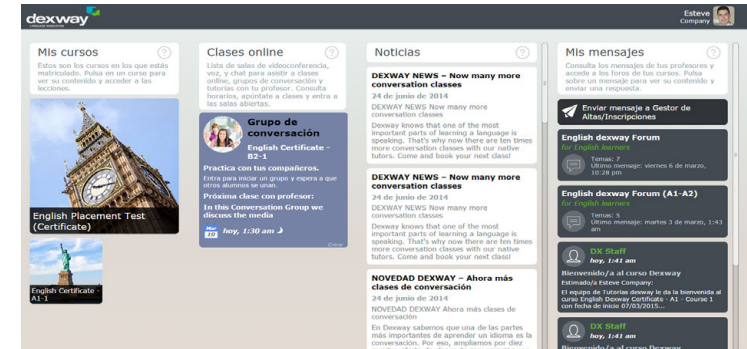 dexway
LANGUAGE INNOVATION
Esteve
Company
Mis cursos
Estos son los cursos en los que estás
matriculado. Pulsa en un curso para
ver su contenido y acceder a las
lecciones.
English Placement Test
(Certificate)
English Certificate -
A1-1
Clases online
Lista de salas de videoconferencia,
voz, y chat para asistir a clases
online, grupos de conversación y
tutorías con tu profesor. Consulta
horarios, apúntate a clases y entra a
las salas abiertas.
Grupo de
conversación
English Certificate -
B2-1
Practica con tus compañeros.
Entra para iniciar un grupo y espera a que
otros alumnos se unan.
Próxima clase con profesor:
In this Conversation Group we
discuss the media
Mar
10
hoy, 1:30 am
Entrar
Noticias
DEXWAY NEWS – Now many more
conversation classes
24 de junio de 2014
DEXWAY NEWS Now many more
conversation classes
Dexway knows that one of the most
important parts of learning a language is
speaking. That's why now there are ten times
more conversation classes with our native
tutors. Come and book your next class!
DEXWAY NEWS – Now many more
conversation classes
24 de junio de 2014
DEXWAY NEWS Now many more
conversation classes
Dexway knows that one of the most
important parts of learning a language is
speaking. That's why now there are ten times
more conversation classes with our native
tutors. Come and book your next class!
NOVEDAD DEXWAY – Ahora más
clases de conversación
24 de junio de 2014
NOVEDAD DEXWAY Ahora más clases de
conversación
En Dexway sabemos que una de las partes
más importantes de aprender un idioma es la
conversación. Por eso, ampliamos por diez
Mis mensajes
Consulta los mensajes de tus profesores y
accede a los foros de tus cursos. Pulsa
sobre un mensaje para ver su contenido y
enviar una respuesta.
Enviar mensaje a Gestor de
Altas/Inscripciones
English dexway Forum
for English learners
Temas: 7
Último mensaje: viernes 6 de marzo,
10:28 pm
English dexway Forum (A1-A2)
for English learners
Temas: 5
Último mensaje: martes 3 de marzo, 1:43
am
DX Staff
hoy, 1:41 am
Bienvenido/a al curso Dexway
Estimado/a Esteve Company:
El equipo de Tutorías dexway le da la bienvenida al
curso English Dexway Certificate - A1 - Course 1
con fecha de inicio 07/03/2015...
DX Staff
hoy, 1:41 am
Bienvenido/a al curso Dexway